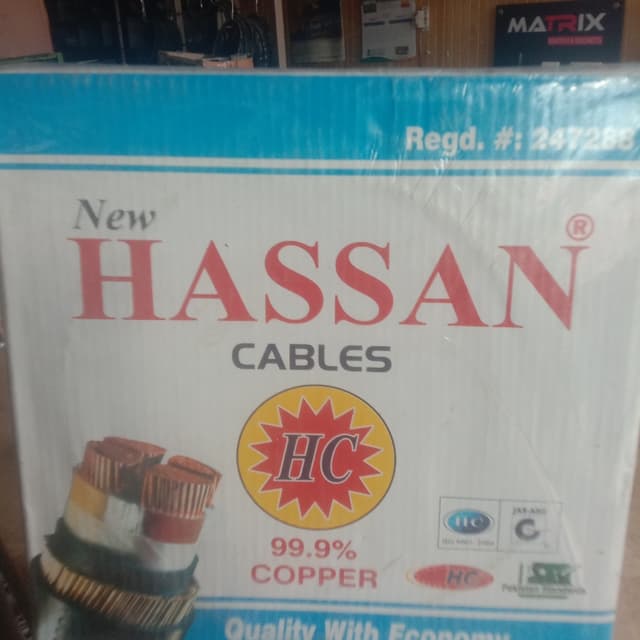 MATRIX
Regd. #: 247288
New
HASSAN®
CABLES
HC
99.9%
COPPER
HC
Quality With Economy